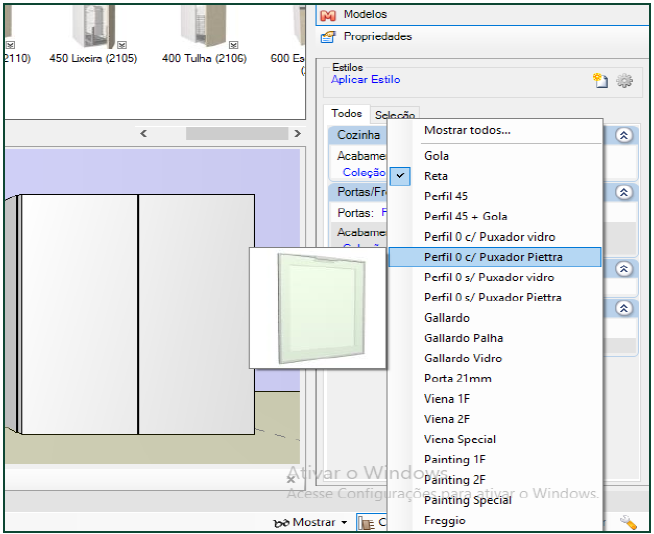 Modelos
Propriedades
2110)
450 Lixeira (2105)
400 Tulha (2106)
600 Es
Estilos
Aplicar Estilo
Todos
Seleção
Cozinha
Acabame
Coleção
Portas/Fr
Portas:
Acabame
Mostrar todos...
Gola
Reta
Perfil 45
Perfil 45 + Gola
Perfil 0 c/ Puxador vidro
Perfil 0 c/ Puxador Piettra
Perfil 0 s/ Puxador vidro
Perfil 0 s/ Puxador Piettra
Gallardo
Gallardo Palha
Gallardo Vidro
Porta 21mm
Viena 1F
Viena 2F
Viena Special
Painting 1F
Painting 2F
Painting Special
Freggio
Ativar o Windows
Acesse Configurações para ativar o Windows.
Mostrar
C